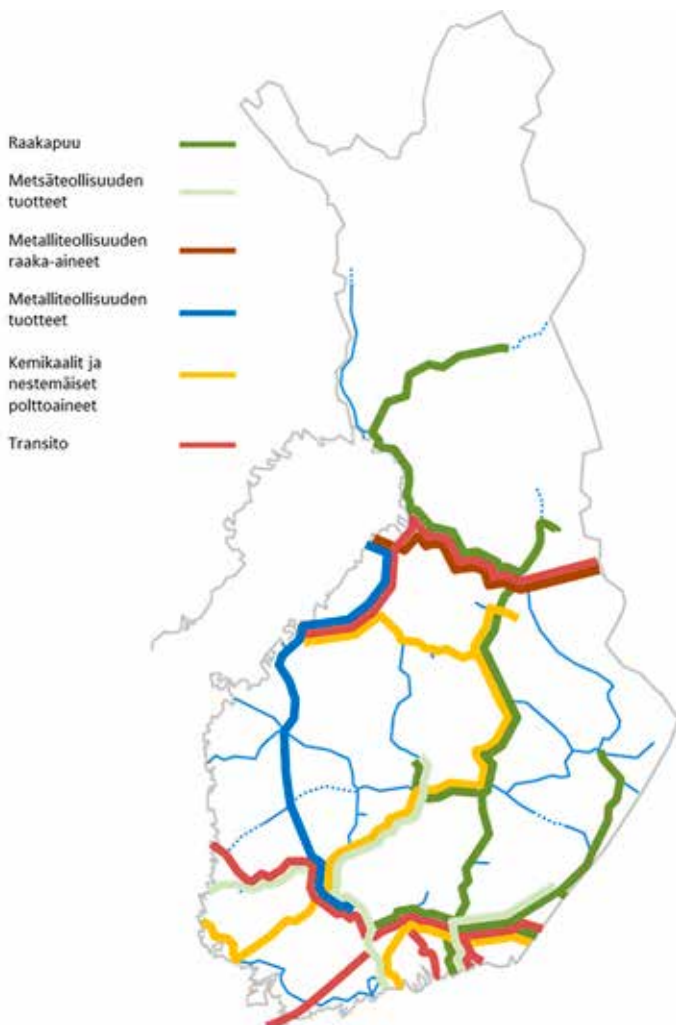 Raakapuu
Metsäteollisuuden
tuotteet
Metalliteollisuuden
raaka-aineet
Metalliteollisuuden
tuotteet
Kemikaalit ja
nestemäiset
polttoaineet
Transito